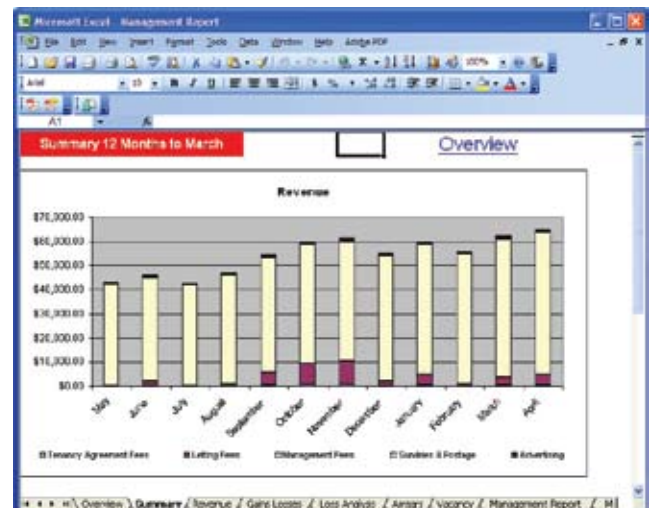 Microsoft Excel - Management Report
File Edit View Insert Format Tools Data Window Help Adobe PDF
100%
Arial 10 B I U
A1
Summary 12 Months to March
Overview
Revenue
$70,000.00
$60,000.00
$50,000.00
$40,000.00
$30,000.00
$20,000.00
$10,000.00
$0.00
May June July August September October November December January February March April
Tenancy Agreement Fees Letting Fees Management Fees Sundries & Postage Advertising
Overview Summary Revenue Gains Losses Loss Analysis Arrears Vacancy Management Report M